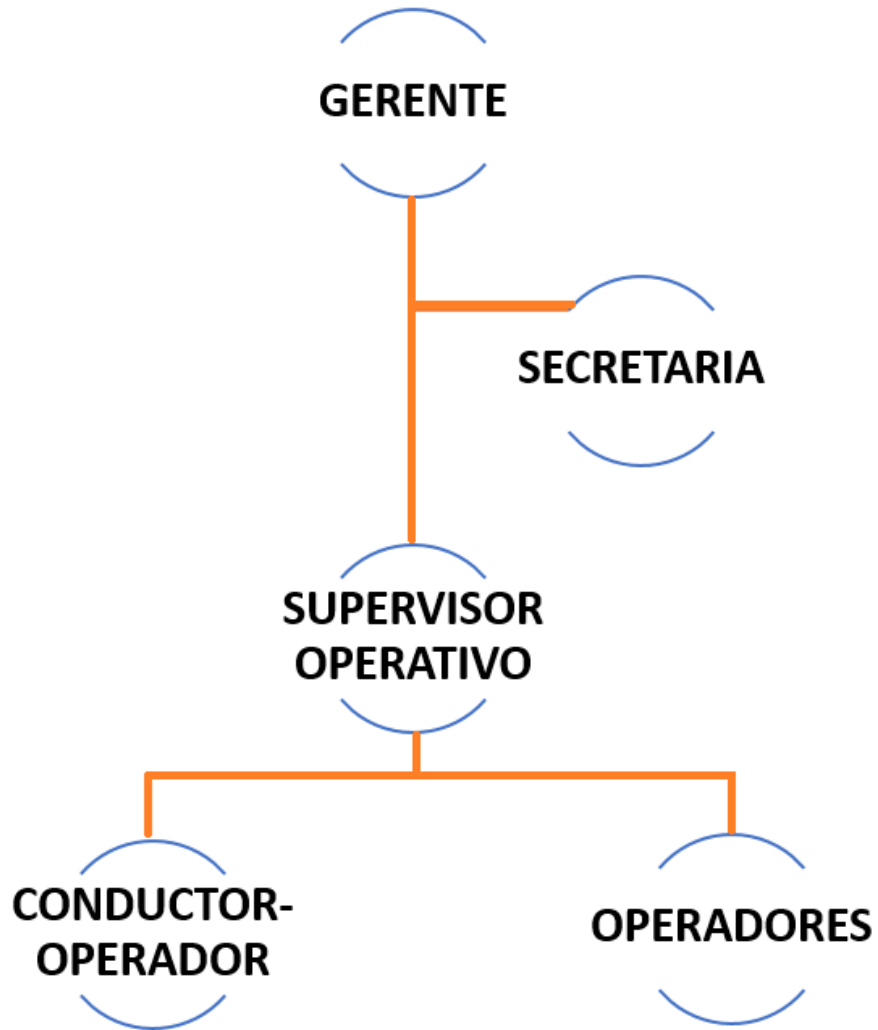 GERENTE
SECRETARIA
SUPERVISOR
OPERATIVO
CONDUCTOR-
OPERADOR
OPERADORES